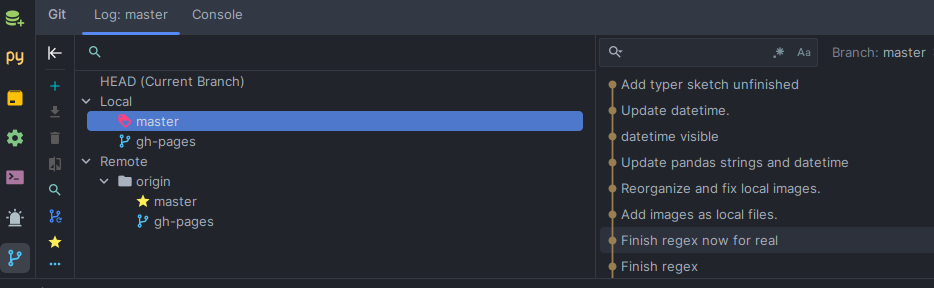 Git Log: master Console
py
Aa
Branch: master
HEAD (Current Branch)
Local
master
gh-pages
Remote
origin
master
gh-pages
Add typer sketch unfinished
Update datetime.
datetime visible
Update pandas strings and datetime
Reorganize and fix local images.
Add images as local files.
Finish regex now for real
Finish regex